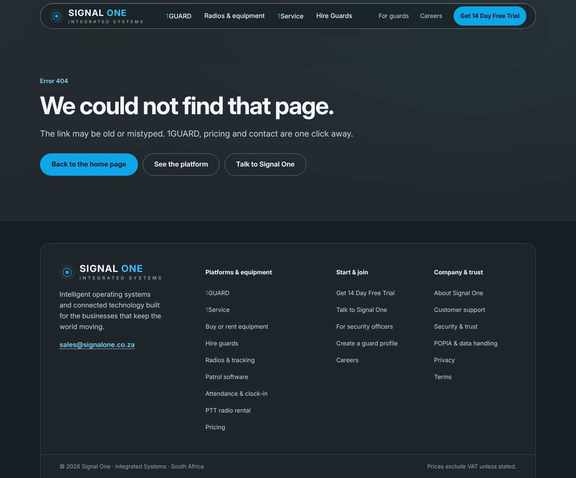 SIGNAL ONE
INTEGRATED SYSTEMS
1GUARD
Radios & equipment
1Service
Hire Guards
For guards
Careers
Get 14 Day Free Trial
Error 404
We could not find that page.
The link may be old or mistyped. 1GUARD, pricing and contact are one click away.
Back to the home page
See the platform
Talk to Signal One
SIGNAL ONE
INTEGRATED SYSTEMS
Intelligent operating systems
and connected technology built
for the businesses that keep the
world moving.
sales@signalone.co.za
Platforms & equipment
1GUARD
1Service
Buy or rent equipment
Hire guards
Radios & tracking
Patrol software
Attendance & clock-in
PTT radio rental
Pricing
Start & join
Get 14 Day Free Trial
Talk to Signal One
For security officers
Create a guard profile
Careers
Company & trust
About Signal One
Customer support
Security & trust
POPIA & data handling
Privacy
Terms
© 2026 Signal One · Integrated Systems · South Africa
Prices exclude VAT unless stated.